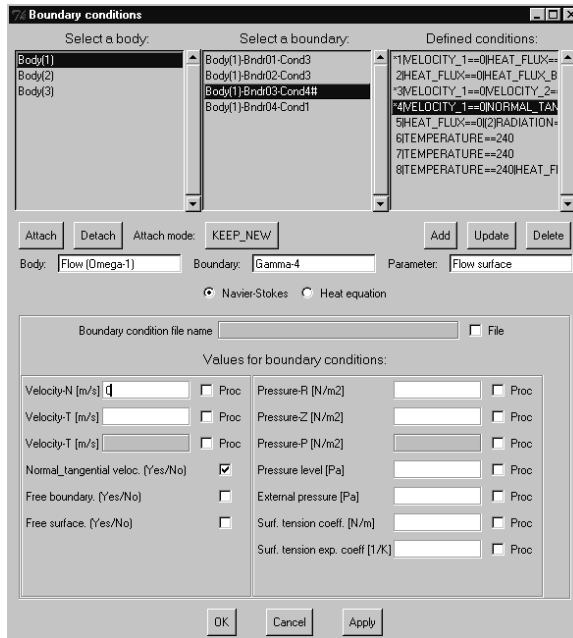 Boundary conditions
Select a body: Select a boundary: Defined conditions:
Body(1) Body(1)-Bndr01-Cond3 *1|VELOCITY_1==0|HEAT_FLUX==
Body(2) Body(1)-Bndr02-Cond3 2|HEAT_FLUX==0|HEAT_FLUX_B
Body(3) Body(1)-Bndr03-Cond4# *3|VELOCITY_1==0|VELOCITY_2=
Body(1)-Bndr04-Cond1 *4|VELOCITY_1==0|NORMAL_TAN
5|HEAT_FLUX==0|(2)RADIATION=
6|TEMPERATURE==240
7|TEMPERATURE==240
8|TEMPERATURE==240|HEAT_Fl
Attach Detach Attach mode: KEEP_NEW Add Update Delete
Body: Flow (Omega-1) Boundary: Gamma-4 Parameter: Flow surface
Navier-Stokes Heat equation
Boundary condition file name File
Values for boundary conditions:
Velocity-N [m/s] 0 Proc Pressure-R [N/m2] Proc
Velocity-T [m/s] Proc Pressure-Z [N/m2] Proc
Velocity-T [m/s] Proc Pressure-P [N/m2] Proc
Normal_tangential veloc. (Yes/No) Pressure level [Pa] Proc
Free boundary. (Yes/No) External pressure [Pa] Proc
Free surface. (Yes/No) Surf. tension coeff. [N/m] Proc
Surf. tension exp. coeff [1/K] Proc
OK Cancel Apply